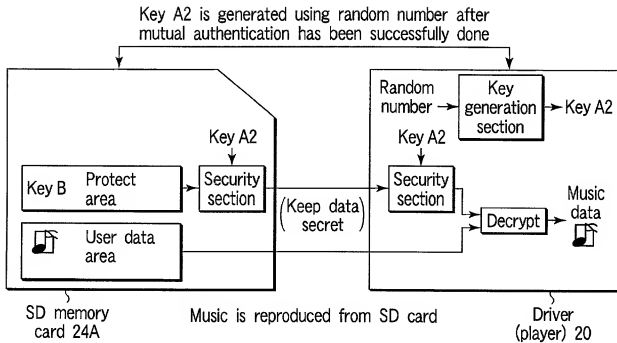 Key A2 is generated using random number after
mutual authentication has been successfully done
Random
number
Key
generation
section
Key A2
Key A2
Key A2
Key B
Protect
area
Security
section
(Keep data)
secret
Security
section
User data
area
Decrypt
Music
data
SD memory
card 24A
Music is reproduced from SD card
Driver
(player) 20